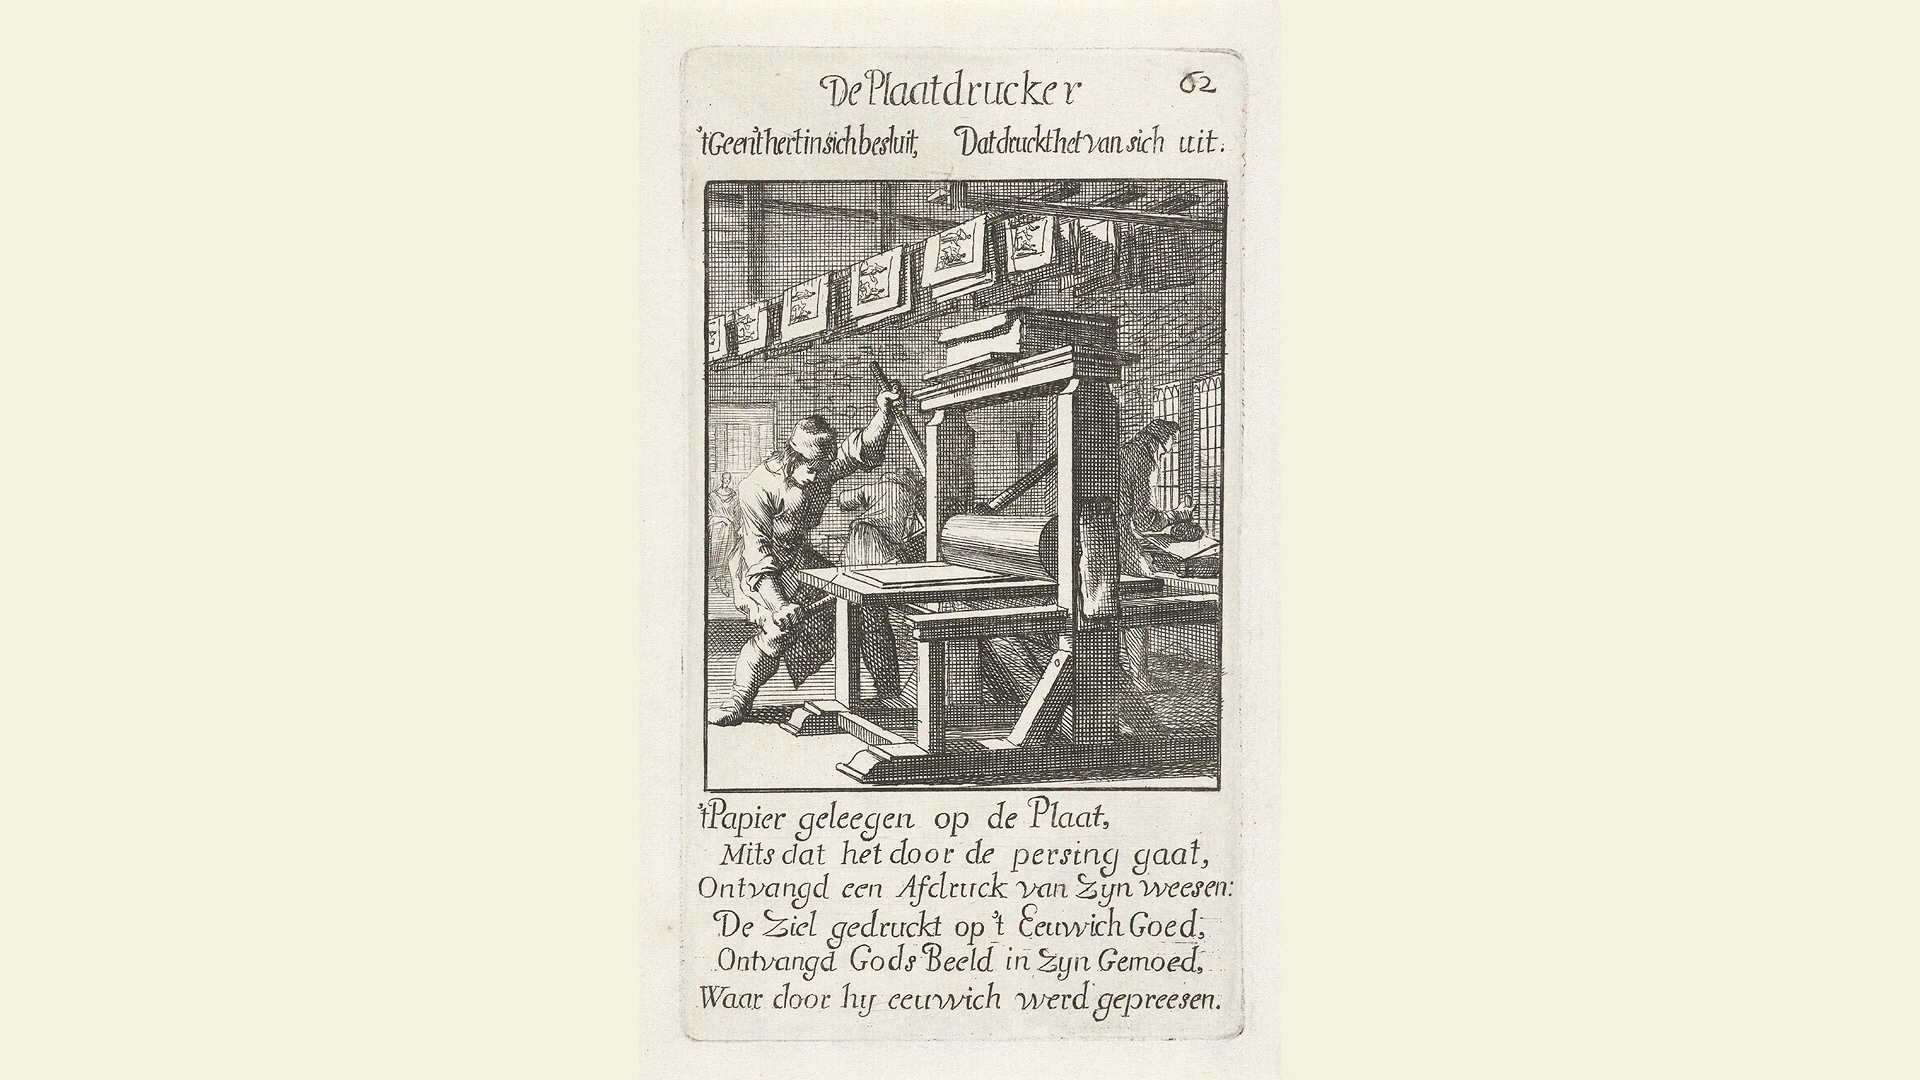 De Plaatdrucker
62
'tGeen't hert in sich besluit, Dat druckt het van sich uit.
'tPapier geleegen op de Plaat,
Mits dat het door de persing gaat,
Ontvangd een Afdruck van Zyn weesen:
De Ziel gedruckt op 't Eeuwich Goed,
Ontvangd Gods Beeld in Zyn Gemoed,
Waar door hy eeuwich werd gepreesen.